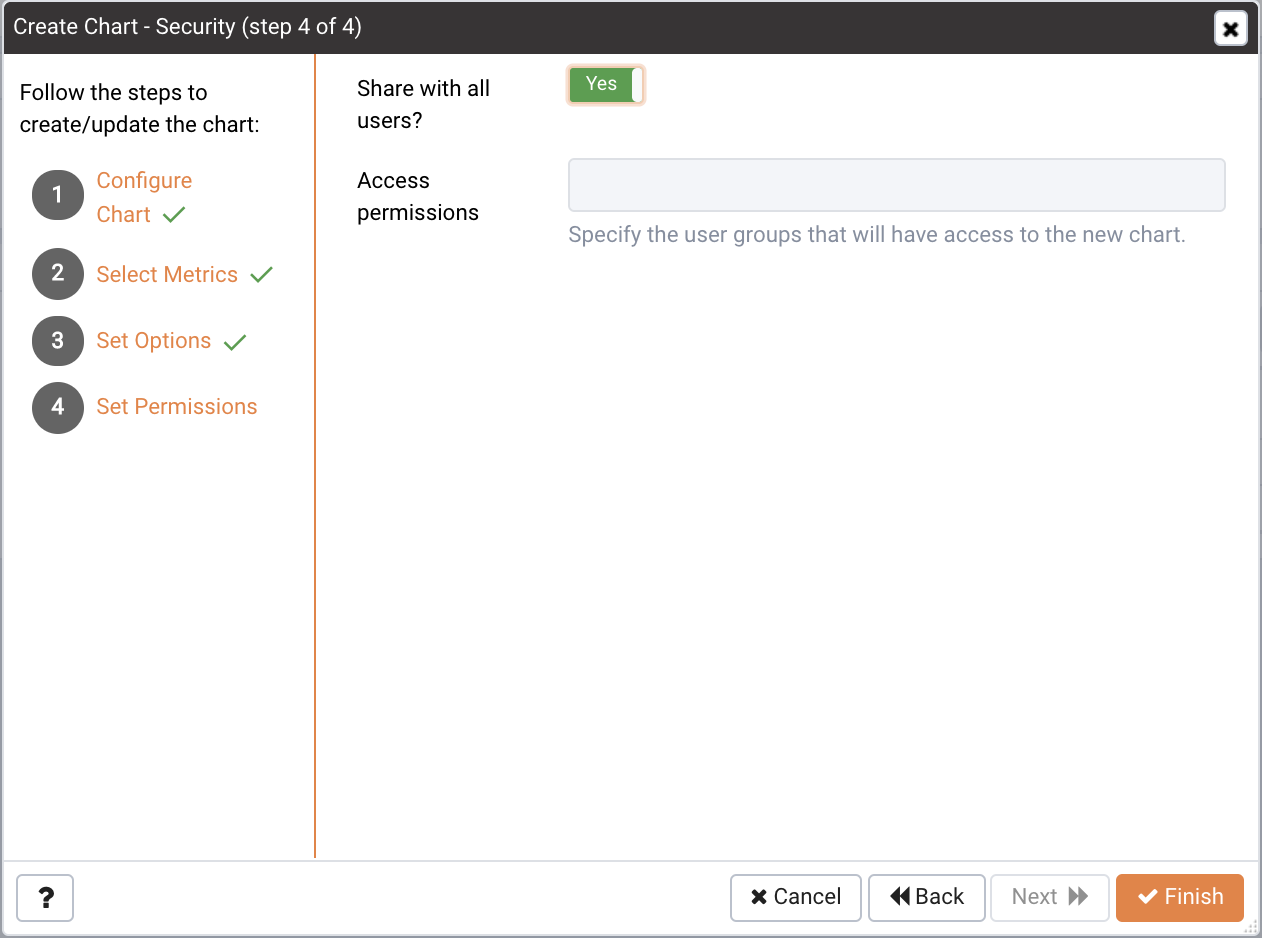 Create Chart - Security (step 4 of 4)
Follow the steps to
create/update the chart:
1
Configure
Chart
2
Select Metrics
3
Set Options
4
Set Permissions
Share with all
users?
Yes
Access
permissions
Specify the user groups that will have access to the new chart.
?
Cancel
Back
Next
Finish